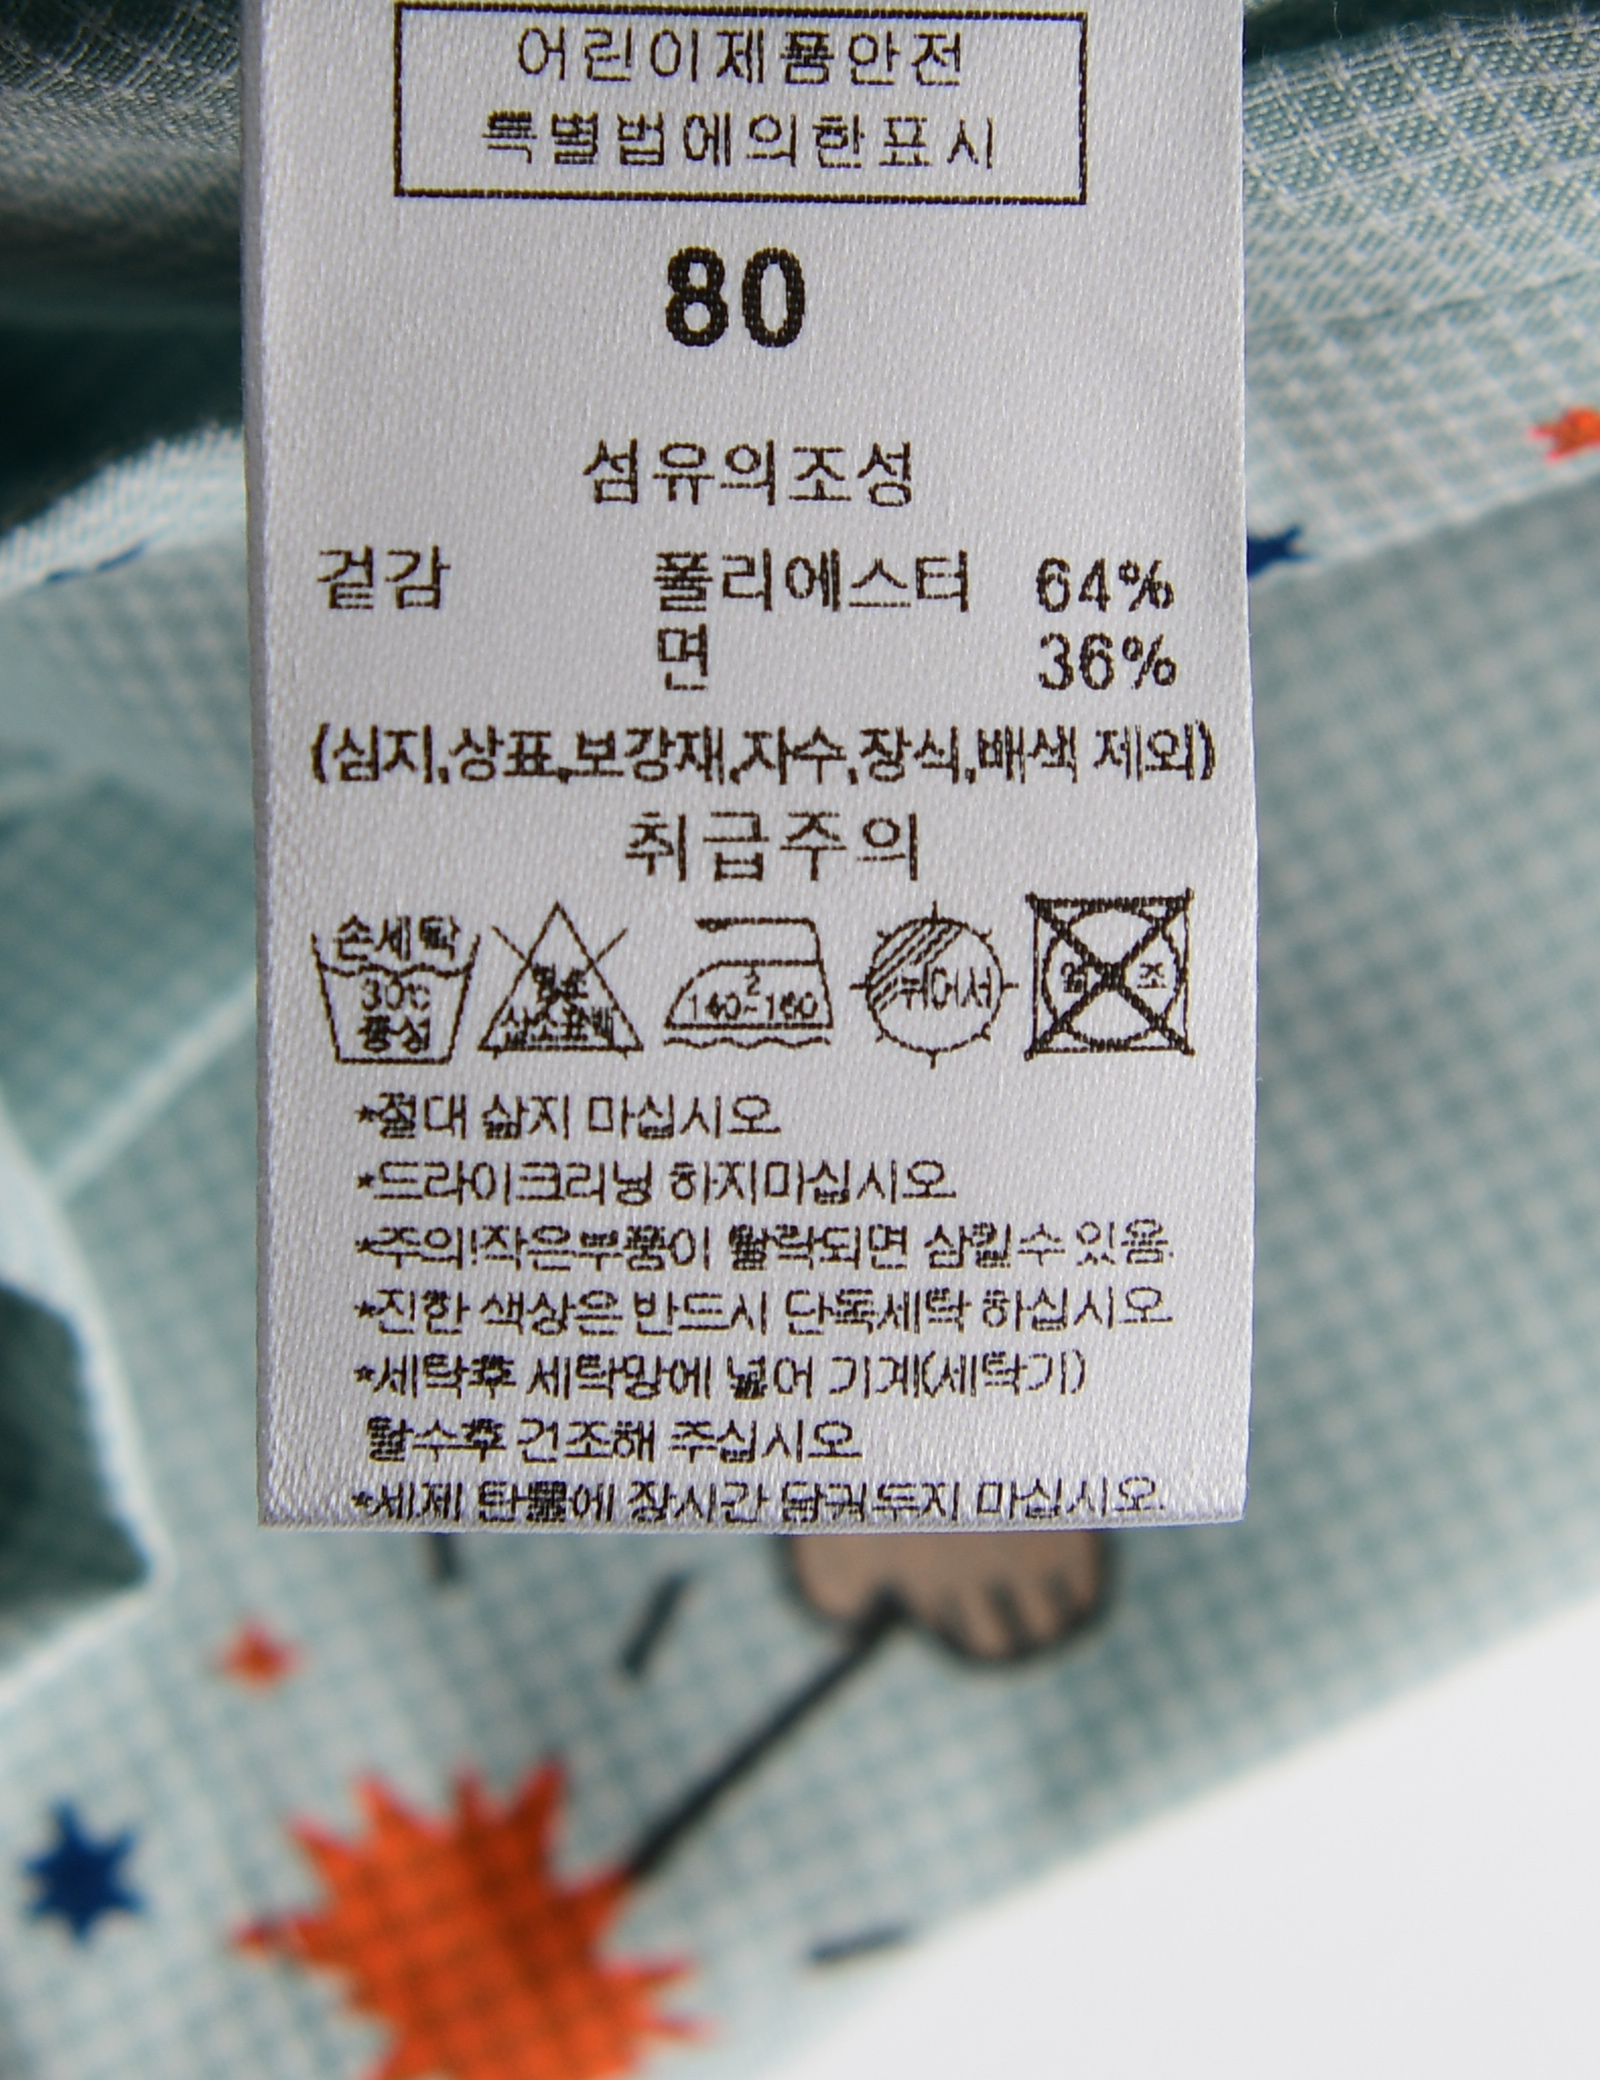 어린이제품안전
특별법에의한표시
80
섬유의조성
겉감 폴리에스터 64%
면 36%
(심지,상표,보강재,자수,장식,배색 제외)
취급주의
손세탁
30℃
중성
염소
산소표백
2
140~160
뉘어서
조
*절대 삶지 마십시오
*드라이크리닝 하지마십시오
*주의!작은부품이 탈락되면 삼킬수 있음.
*진한 색상은 반드시 단독세탁 하십시오
*세탁후 세탁망에 넣어 기계(세탁기)
탈수후 건조해 주십시오
*세제 탄물에 장시간 담궈두지 마십시오.